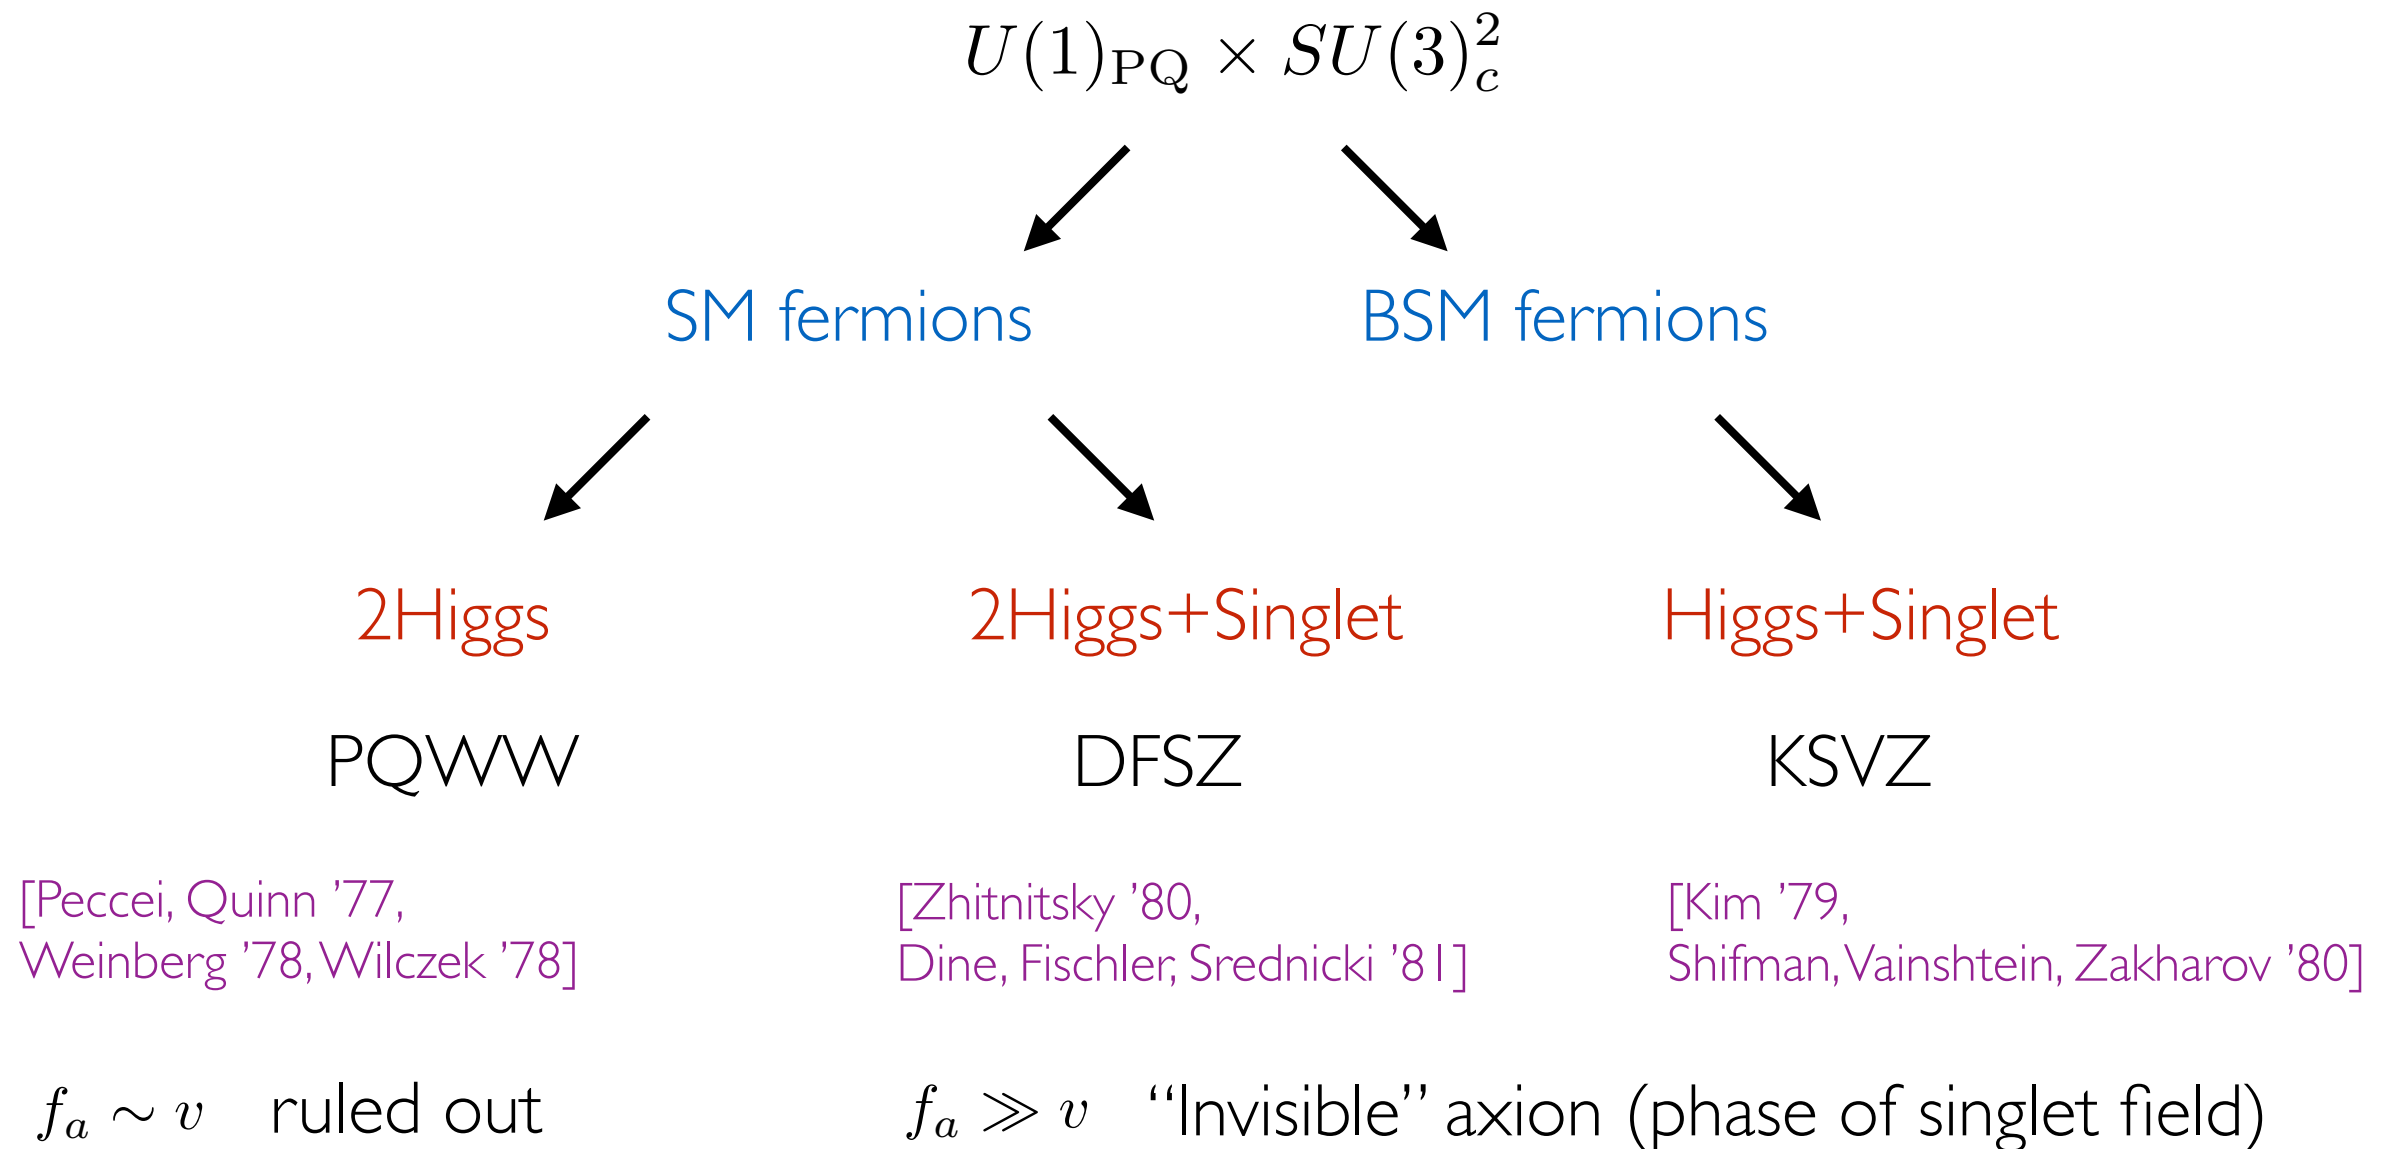 U(1)_PQ × SU(3)_c^2
SM fermions BSM fermions
2Higgs 2Higgs+Singlet Higgs+Singlet
PQWW DFSZ KSVZ
[Peccei, Quinn ’77, [Zhitnitsky ’80, [Kim ’79,
Weinberg ’78, Wilczek ’78] Dine, Fischler, Srednicki ’81] Shifman, Vainshtein, Zakharov ’80]
f_a ∼ v ruled out f_a ≫ v “Invisible” axion (phase of singlet field)